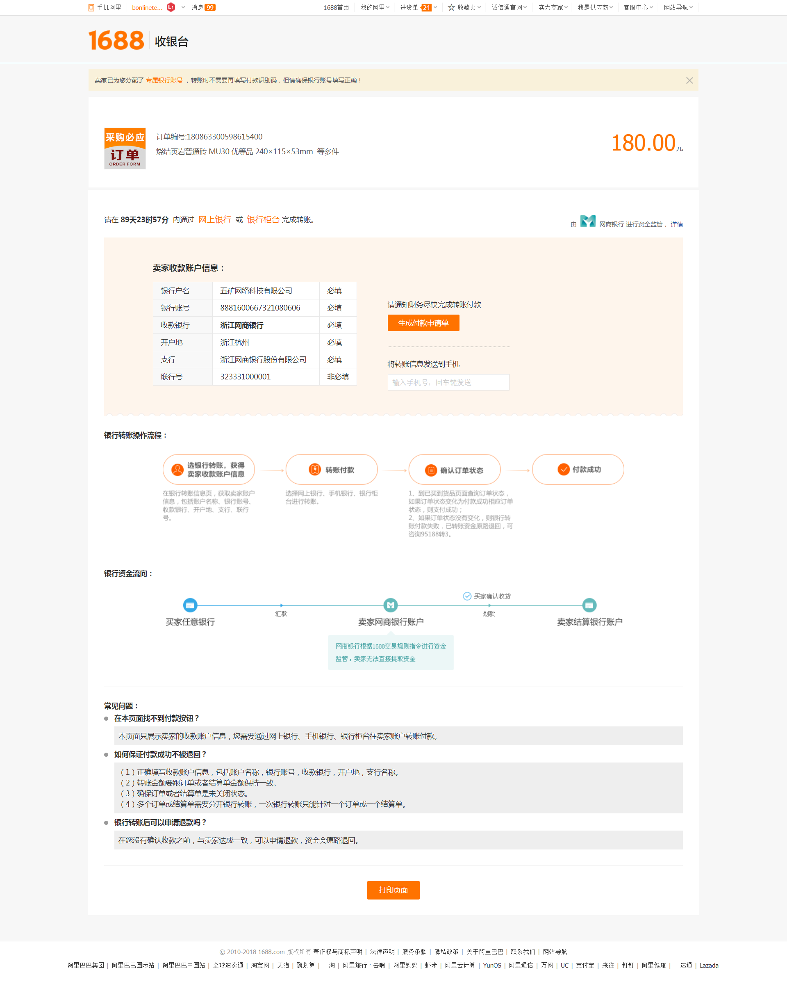 手机阿里 bonlinete... L1 消息 99 1688首页 我的阿里 进货单 24 收藏夹 诚信通官网 实力商家 我是供应商 客服中心 网站导航
1688 收银台
卖家已为您分配了 专属银行账号 ，转账时不需要再填写付款识别码，但请确保银行账号填写正确！
采购必应
订单
ORDER FORM
订单编号:180863300598615400
烧结页岩普通砖 MU30 优等品 240×115×53mm 等多件
180.00元
请在 89天23时57分 内通过 网上银行 或 银行柜台 完成转账。
由 网商银行 进行资金监管， 详情
卖家收款账户信息：
银行户名 五矿网络科技有限公司 必填
银行账号 8881600667321080606 必填
收款银行 浙江网商银行 必填
开户地 浙江杭州 必填
支行 浙江网商银行股份有限公司 必填
联行号 323331000001 非必填
请通知财务尽快完成转账付款
生成付款申请单
将转账信息发送到手机
输入手机号，回车键发送
银行转账操作流程：
选银行转账，获得
卖家收款账户信息
在银行转账信息页，获取卖家账户
信息，包括账户名称、银行账号、
收款银行、开户地、支行、联行
号。
转账付款
选择网上银行、手机银行、银行柜
台进行转账。
确认订单状态
1、到已买到货品页面查询订单状态，
如果订单状态变化为付款成功相应订单
状态，则支付成功；
2、如果订单状态没有变化，则银行转
账付款失败，已转账资金原路退回，可
咨询95188转3。
付款成功
银行资金流向：
买家确认收货
汇款 划款
买家任意银行 卖家网商银行账户 卖家结算银行账户
网商银行根据1688交易规则指令进行资金
监管，卖家无法直接提取资金
常见问题：
在本页面找不到付款按钮？
本页面只展示卖家的收款账户信息，您需要通过网上银行、手机银行、银行柜台往卖家账户转账付款。
如何保证付款成功不被退回？
（1）正确填写收款账户信息，包括账户名称，银行账号，收款银行，开户地，支行名称。
（2）转账金额要跟订单或者结算单金额保持一致。
（3）确保订单或者结算单是未关闭状态。
（4）多个订单或结算单需要分开银行转账，一次银行转账只能针对一个订单或一个结算单。
银行转账后可以申请退款吗？
在您没有确认收款之前，与卖家达成一致，可以申请退款，资金会原路退回。
打印页面
© 2010-2018 1688.com 版权所有 著作权与商标声明 | 法律声明 | 服务条款 | 隐私政策 | 关于阿里巴巴 | 联系我们 | 网站导航
阿里巴巴集团 | 阿里巴巴国际站 | 阿里巴巴中国站 | 全球速卖通 | 淘宝网 | 天猫 | 聚划算 | 一淘 | 阿里旅行 · 去啊 | 阿里妈妈 | 虾米 | 阿里云计算 | YunOS | 阿里通信 | 万网 | UC | 支付宝 | 来往 | 钉钉 | 阿里健康 | 一达通 | Lazada